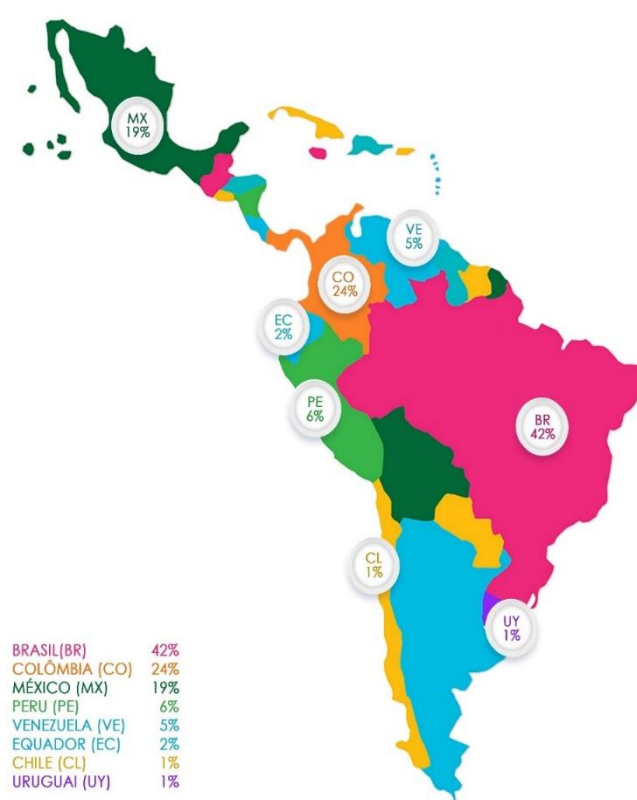 MX
19%
VE
5%
CO
24%
EC
2%
PE
6%
BR
42%
CL
1%
UY
1%
BRASIL(BR) 42%
COLÔMBIA (CO) 24%
MÉXICO (MX) 19%
PERU (PE) 6%
VENEZUELA (VE) 5%
EQUADOR (EC) 2%
CHILE (CL) 1%
URUGUAI (UY) 1%